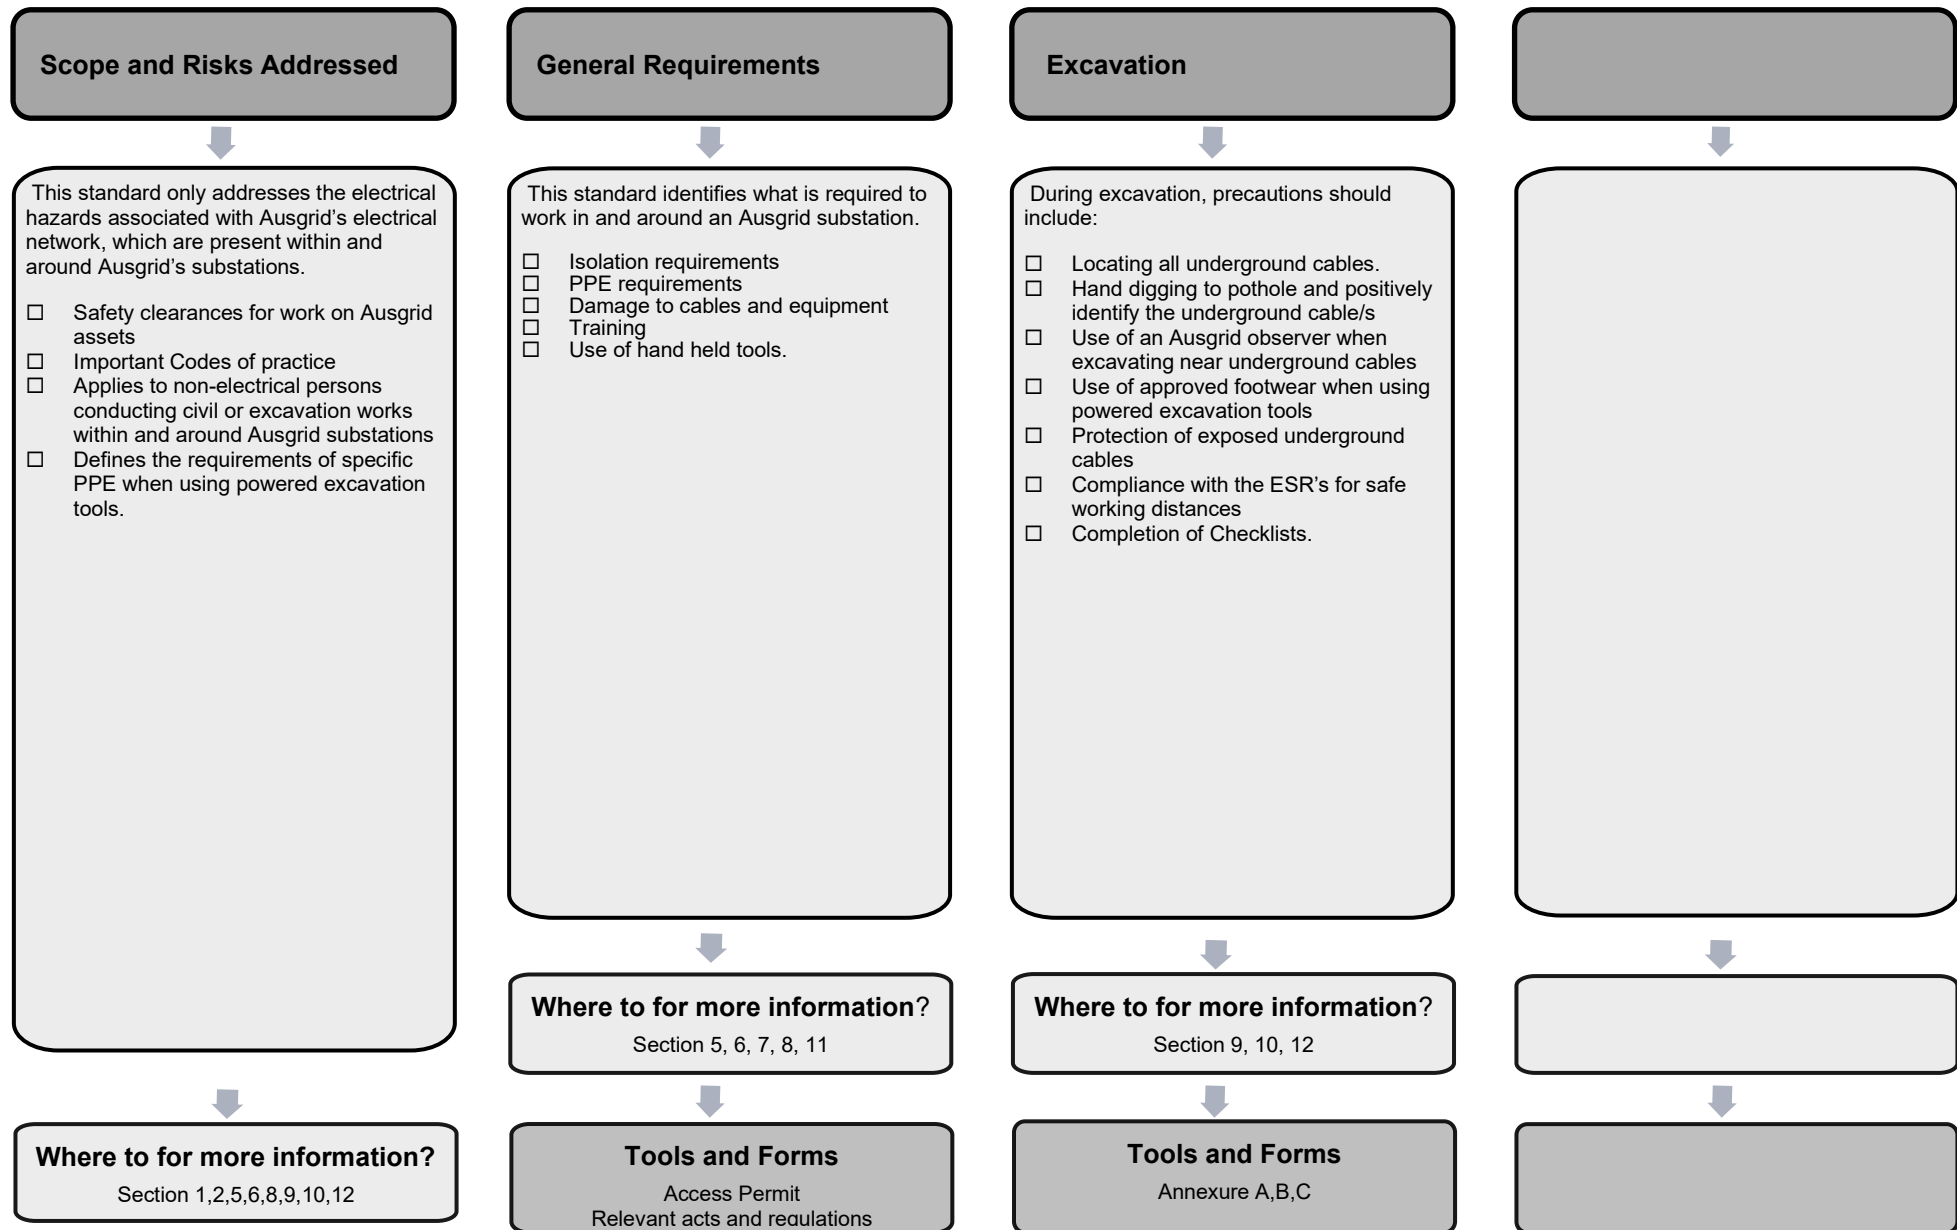 Scope and Risks Addressed
This standard only addresses the electrical
hazards associated with Ausgrid's electrical
network, which are present within and
around Ausgrid's substations.
☐ Safety clearances for work on Ausgrid
assets
☐ Important Codes of practice
☐ Applies to non-electrical persons
conducting civil or excavation works
within and around Ausgrid substations
☐ Defines the requirements of specific
PPE when using powered excavation
tools.
Where to for more information?
Section 1,2,5,6,8,9,10,12
General Requirements
This standard identifies what is required to
work in and around an Ausgrid substation.
☐ Isolation requirements
☐ PPE requirements
☐ Damage to cables and equipment
☐ Training
☐ Use of hand held tools.
Where to for more information?
Section 5, 6, 7, 8, 11
Tools and Forms
Access Permit
Relevant acts and regulations
Excavation
During excavation, precautions should
include:
☐ Locating all underground cables.
☐ Hand digging to pothole and positively
identify the underground cable/s
☐ Use of an Ausgrid observer when
excavating near underground cables
☐ Use of approved footwear when using
powered excavation tools
☐ Protection of exposed underground
cables
☐ Compliance with the ESR's for safe
working distances
☐ Completion of Checklists.
Where to for more information?
Section 9, 10, 12
Tools and Forms
Annexure A,B,C